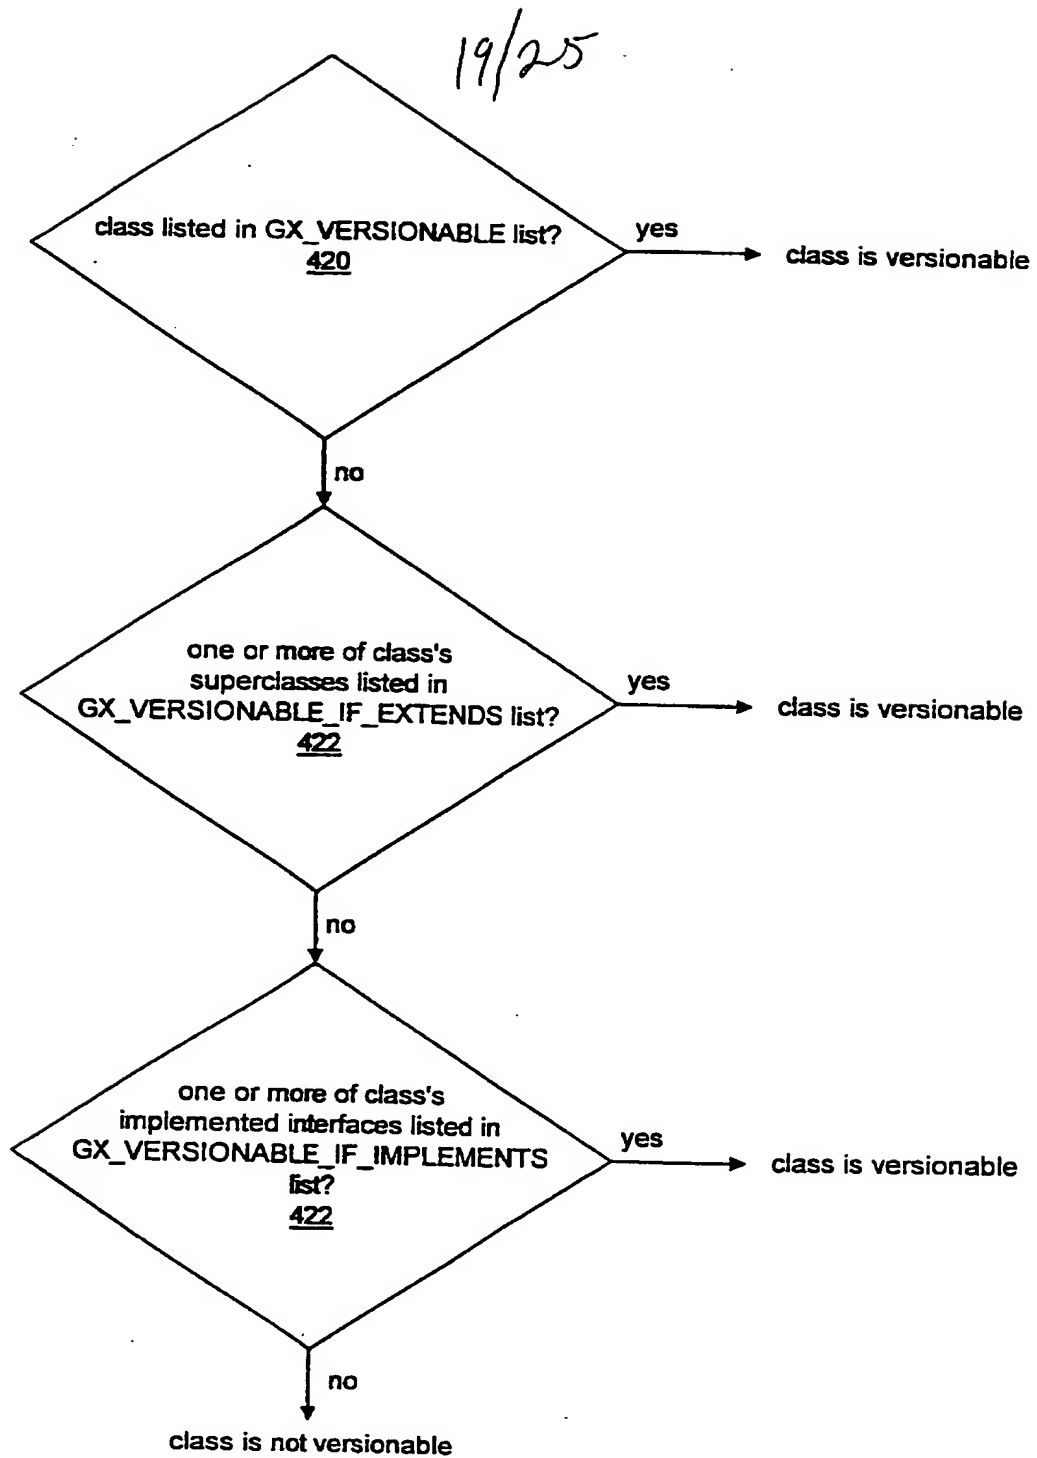 19/25
class listed in GX_VERSIONABLE list?
420
yes
class is versionable
no
one or more of class's
superclasses listed in
GX_VERSIONABLE_IF_EXTENDS list?
422
yes
class is versionable
no
one or more of class's
implemented interfaces listed in
GX_VERSIONABLE_IF_IMPLEMENTS
list?
422
yes
class is versionable
no
class is not versionable